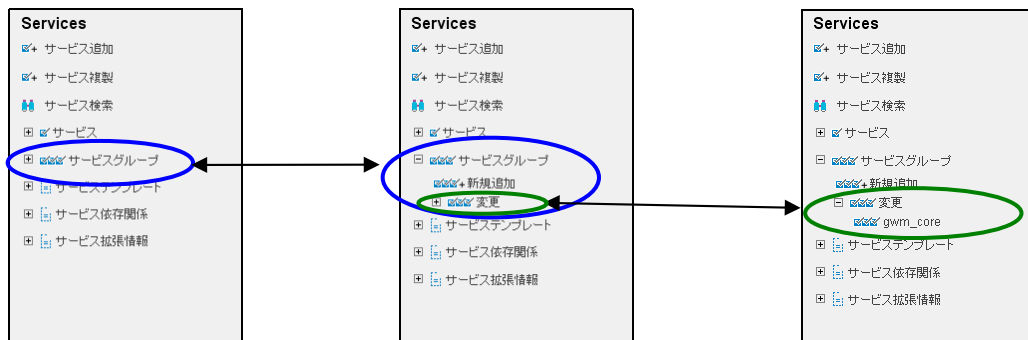 Services
サービス追加
サービス複製
サービス検索
サービス
サービスグループ
サービステンプレート
サービス依存関係
サービス拡張情報
Services
サービス追加
サービス複製
サービス検索
サービス
サービスグループ
新規追加
変更
サービステンプレート
サービス依存関係
サービス拡張情報
Services
サービス追加
サービス複製
サービス検索
サービス
サービスグループ
新規追加
変更
gwm_core
サービステンプレート
サービス依存関係
サービス拡張情報